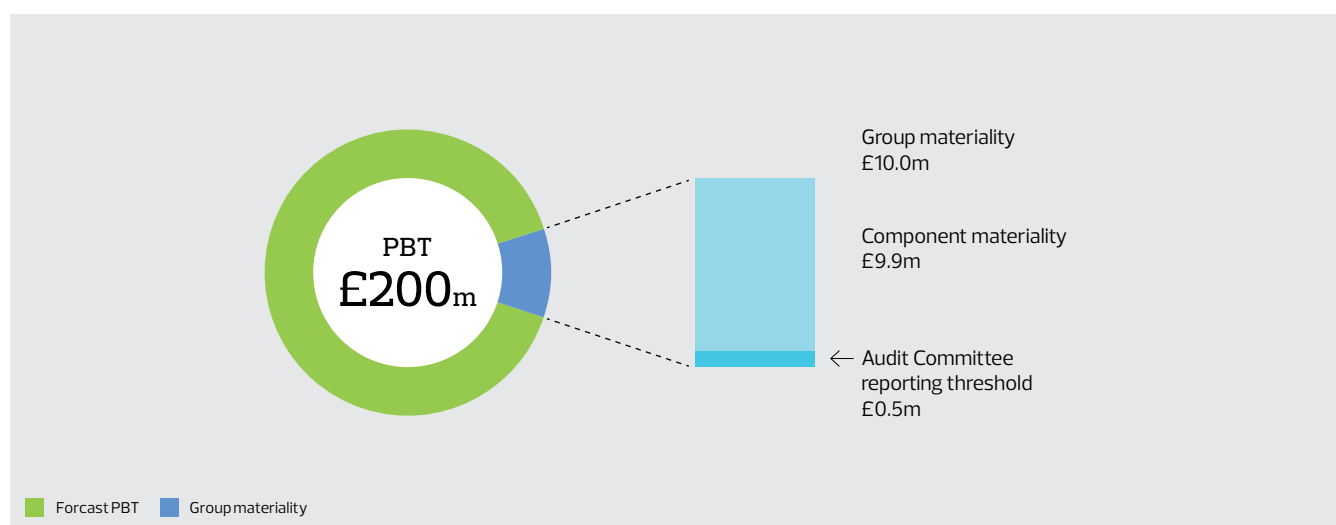 PBT
£200m
Group materiality
£10.0m
Component materiality
£9.9m
Audit Committee
reporting threshold
£0.5m
Forcast PBT
Group materiality